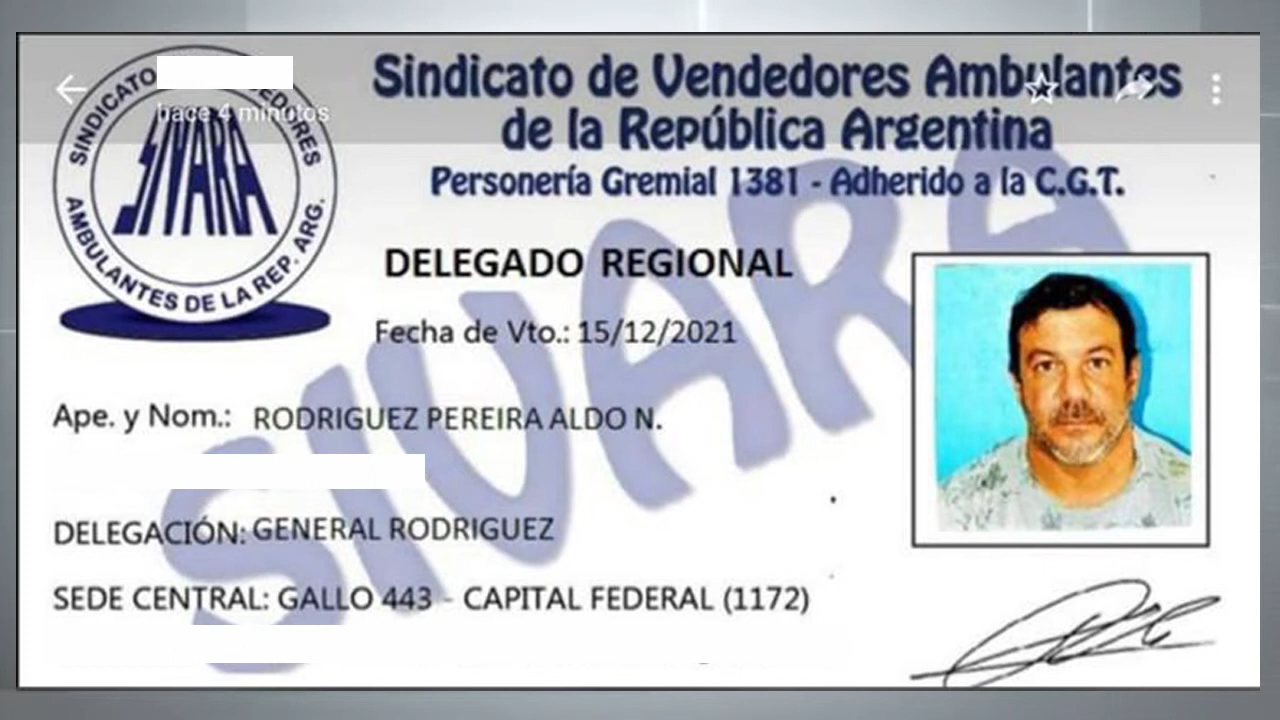 hace 4 minutos
SINDICATO EDORES
AMBULANTES DE LA REP. ARG.
SIVARA
Sindicato de Vendedores Ambulantes
de la República Argentina
Personería Gremial 1381 - Adherido a la C.G.T.
DELEGADO REGIONAL
Fecha de Vto.: 15/12/2021
Ape. y Nom.: RODRIGUEZ PEREIRA ALDO N.
DELEGACIÓN: GENERAL RODRIGUEZ
SEDE CENTRAL: GALLO 443 - CAPITAL FEDERAL (1172)
SIVARA